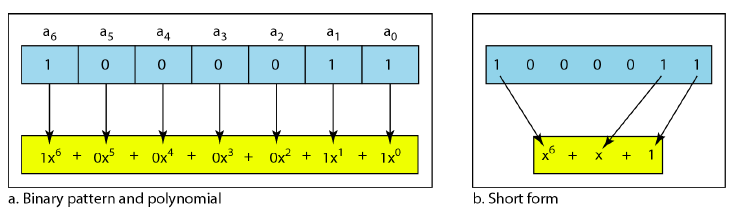 a₆ a₅ a₄ a₃ a₂ a₁ a₀
1 0 0 0 0 1 1
1x⁶ + 0x⁵ + 0x⁴ + 0x³ + 0x² + 1x¹ + 1x⁰
a. Binary pattern and polynomial
1 0 0 0 0 1 1
x⁶ + x + 1
b. Short form